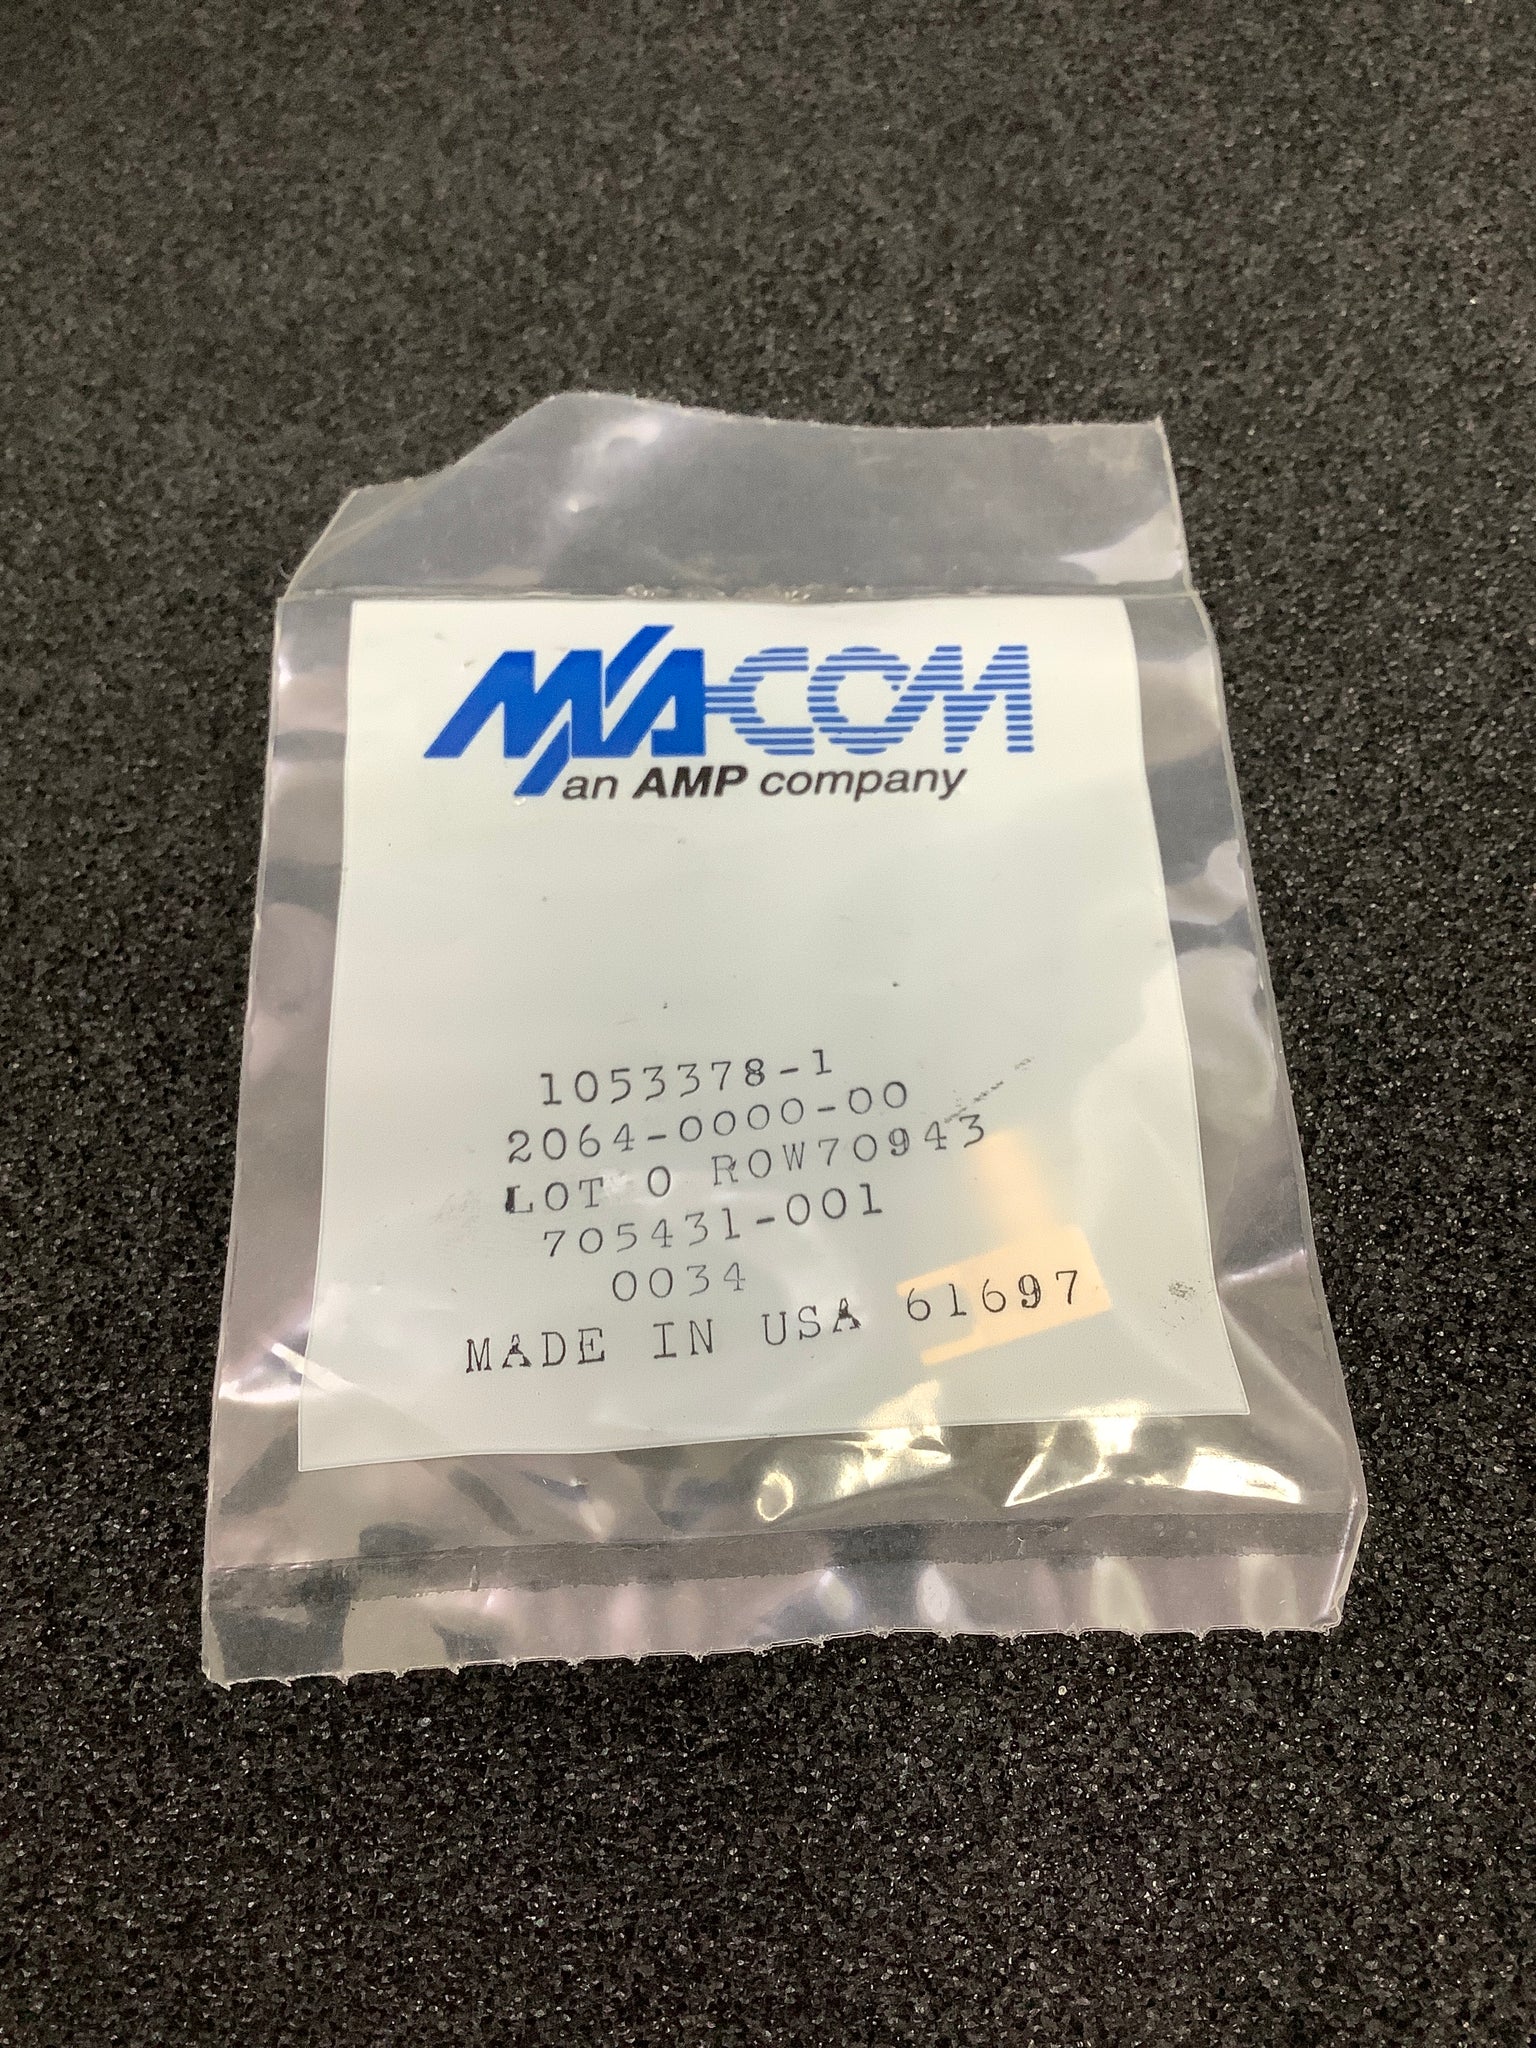 M/A-COM
an AMP company
1053378-1
2064-0000-00
LOT 0 ROW70943
705431-001
0034
MADE IN USA 61697